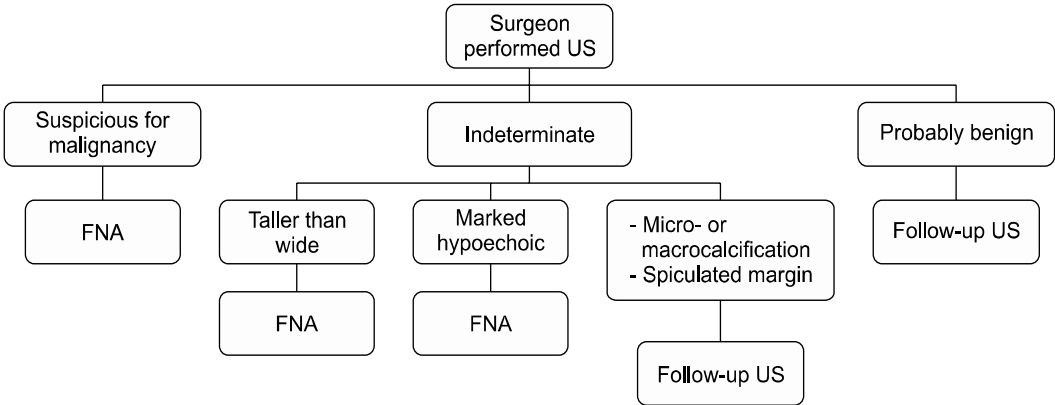 Surgeon
performed US
Suspicious for
malignancy
Indeterminate
Probably benign
FNA
Taller than
wide
Marked
hypoechoic
- Micro- or
macrocalcification
- Spiculated margin
Follow-up US
FNA
FNA
Follow-up US